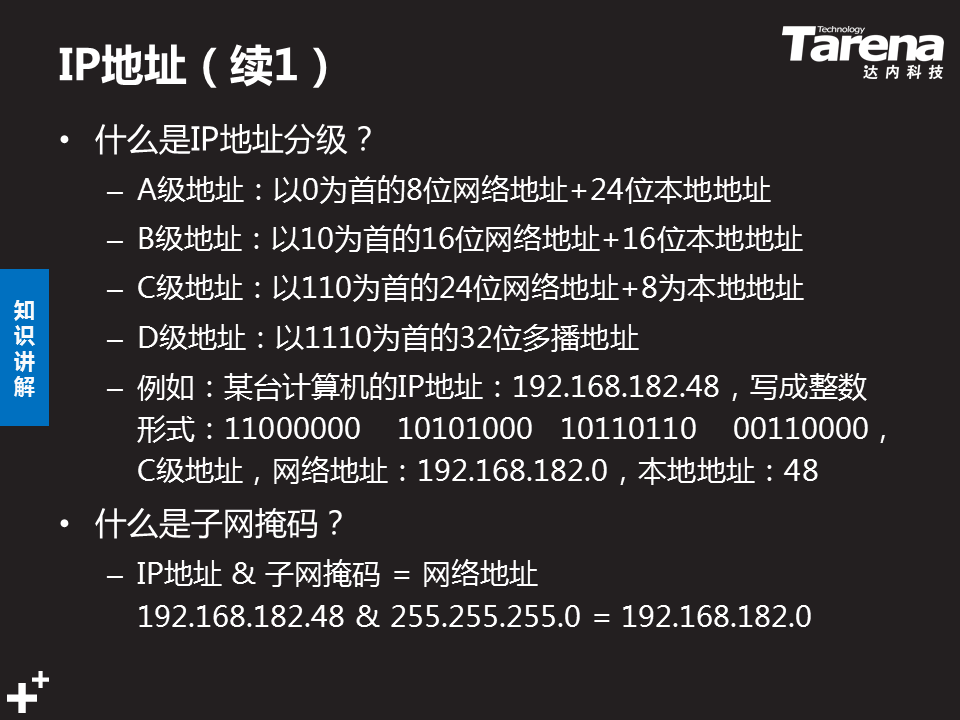 IP地址（续1）
Technology
Tarena
达内科技
• 什么是IP地址分级？
– A级地址：以0为首的8位网络地址+24位本地地址
– B级地址：以10为首的16位网络地址+16位本地地址
– C级地址：以110为首的24位网络地址+8为本地地址
– D级地址：以1110为首的32位多播地址
– 例如：某台计算机的IP地址：192.168.182.48，写成整数
形式：11000000 10101000 10110110 00110000，
C级地址，网络地址：192.168.182.0，本地地址：48
• 什么是子网掩码？
– IP地址 & 子网掩码 = 网络地址
192.168.182.48 & 255.255.255.0 = 192.168.182.0
知
识
讲
解